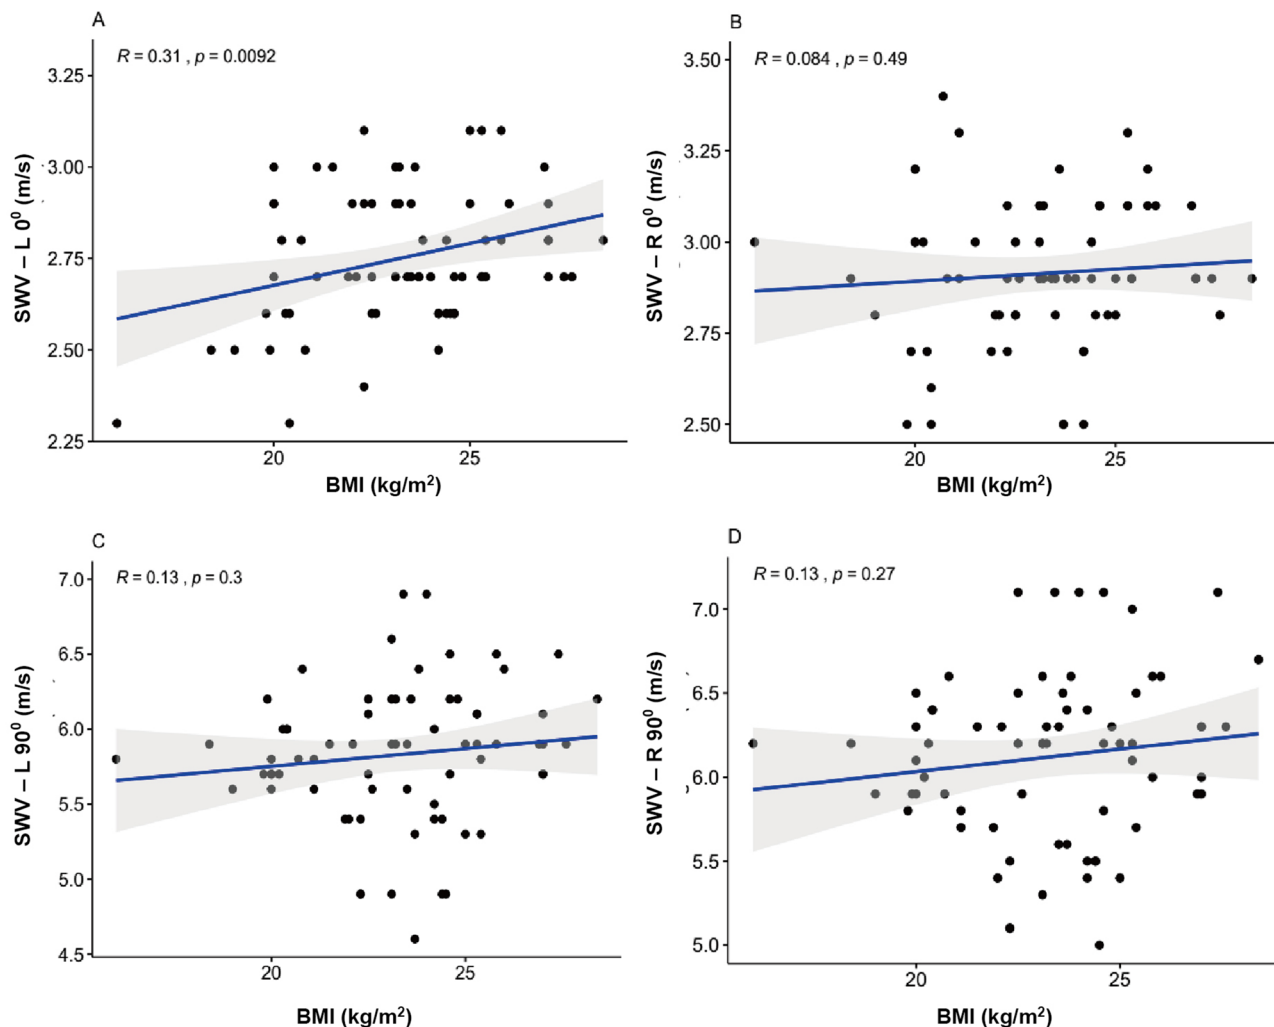 A
R = 0.31 , p = 0.0092
3.25
3.00
2.75
2.50
2.25
SWV – L 0⁰ (m/s)
20 25
BMI (kg/m²)
B
R = 0.084 , p = 0.49
3.50
3.25
3.00
2.75
2.50
SWV – R 0⁰ (m/s)
20 25
BMI (kg/m²)
C
R = 0.13 , p = 0.3
7.0
6.5
6.0
5.5
5.0
4.5
SWV – L 90⁰ (m/s)
20 25
BMI (kg/m²)
D
R = 0.13 , p = 0.27
7.0
6.5
6.0
5.5
5.0
SWV – R 90⁰ (m/s)
20 25
BMI (kg/m²)